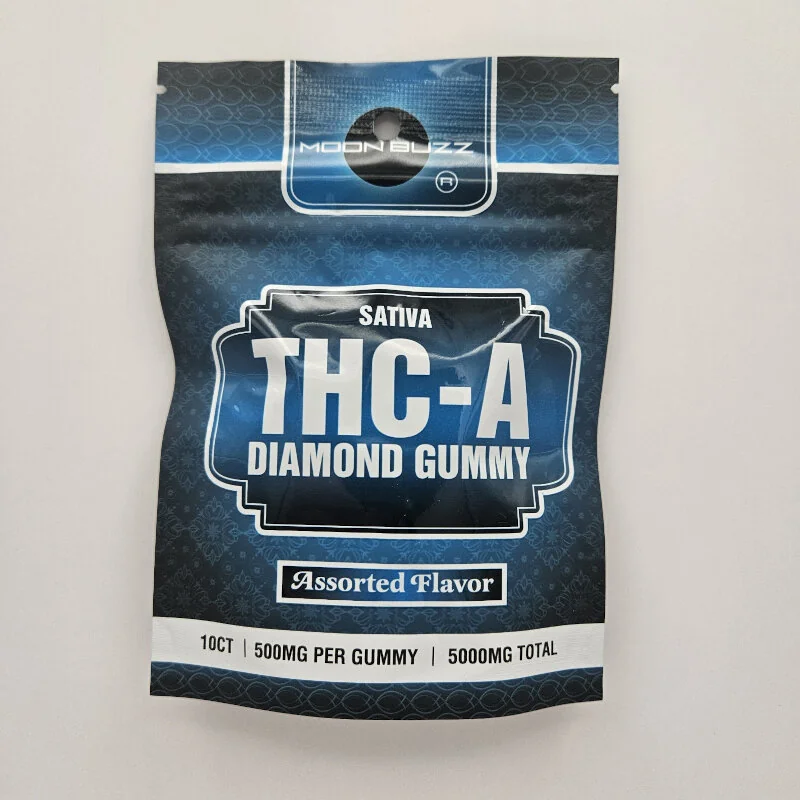 MOON BUZZ
R
SATIVA
THC-A
DIAMOND GUMMY
Assorted Flavor
10CT | 500MG PER GUMMY | 5000MG TOTAL